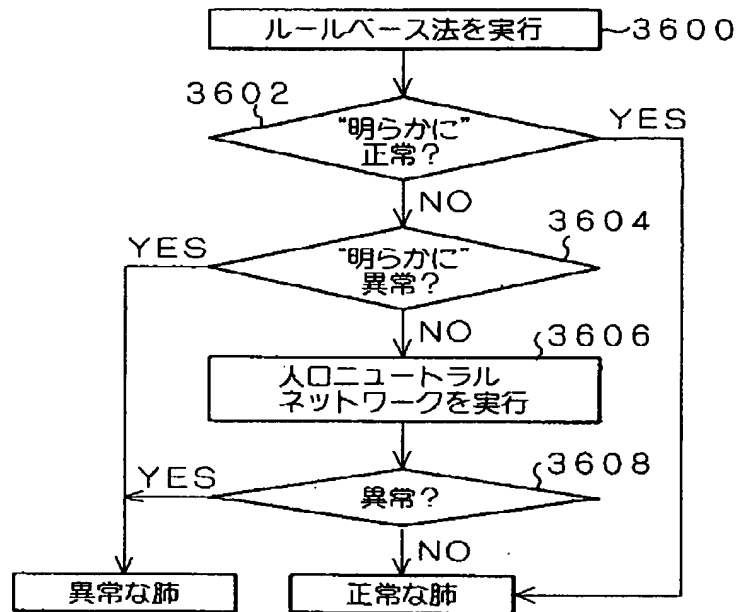 ルールベース法を実行
3600
3602
“明らかに”
正常?
YES
NO
3604
YES
“明らかに”
異常?
NO
3606
人口ニュートラル
ネットワークを実行
3608
YES
異常?
NO
異常な肺
正常な肺